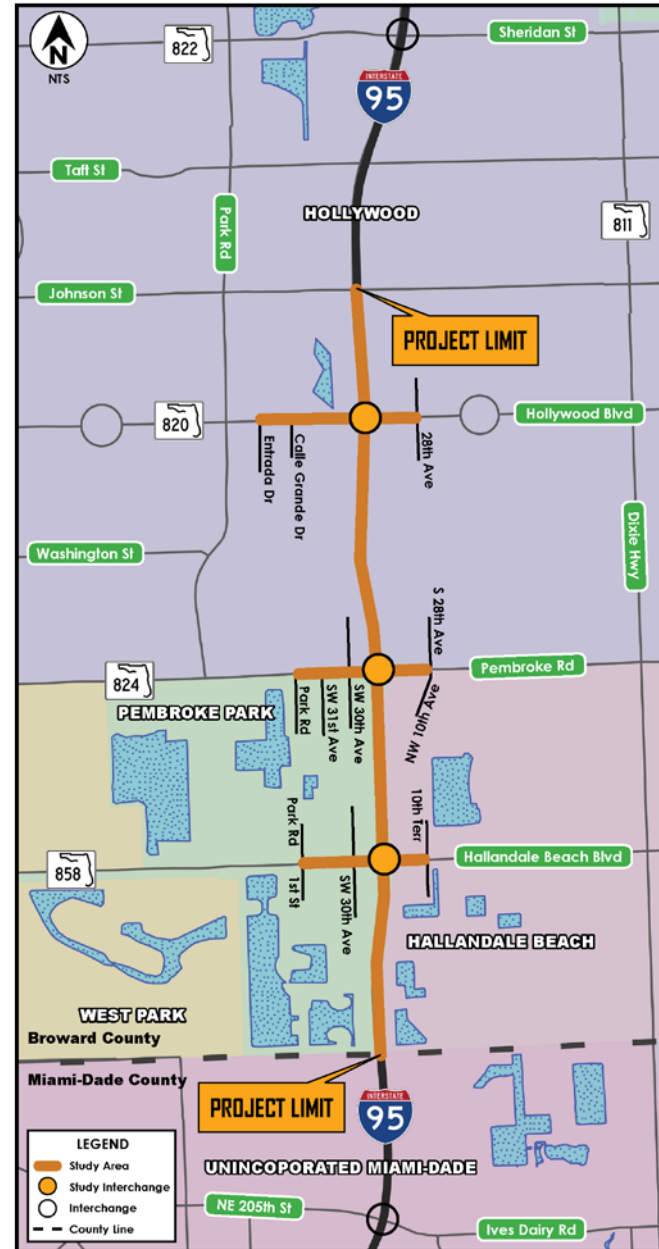 N
NTS
822
Sheridan St
INTERSTATE
95
Taft St
Park Rd
HOLLYWOOD
811
Johnson St
PROJECT LIMIT
820
Hollywood Blvd
Entrada Dr
Calle Grande Dr
28th Ave
Dixie Hwy
Washington St
S 28th Ave
824
Pembroke Rd
PEMBROKE PARK
Park Rd
SW 31st Ave
SW 30th Ave
NW 10th Ave
Park Rd
10th Terr
858
Hallandale Beach Blvd
1st St
SW 30th Ave
HALLANDALE BEACH
WEST PARK
Broward County
Miami-Dade County
PROJECT LIMIT
INTERSTATE
95
LEGEND
Study Area
Study Interchange
Interchange
County Line
UNINCOPORATED MIAMI-DADE
NE 205th St
Ives Dairy Rd